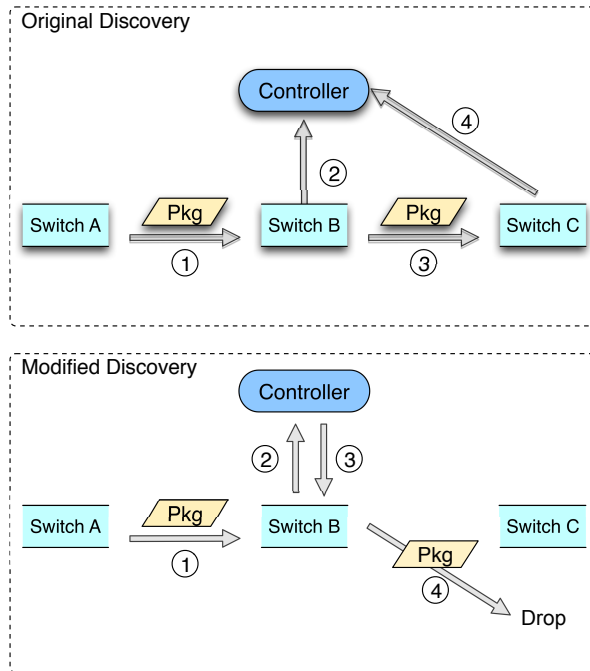 Original Discovery
Controller
④
②
Pkg
Pkg
Switch A
Switch B
Switch C
①
③
Modified Discovery
Controller
②
③
Pkg
Switch A
Switch B
Switch C
①
Pkg
④
Drop